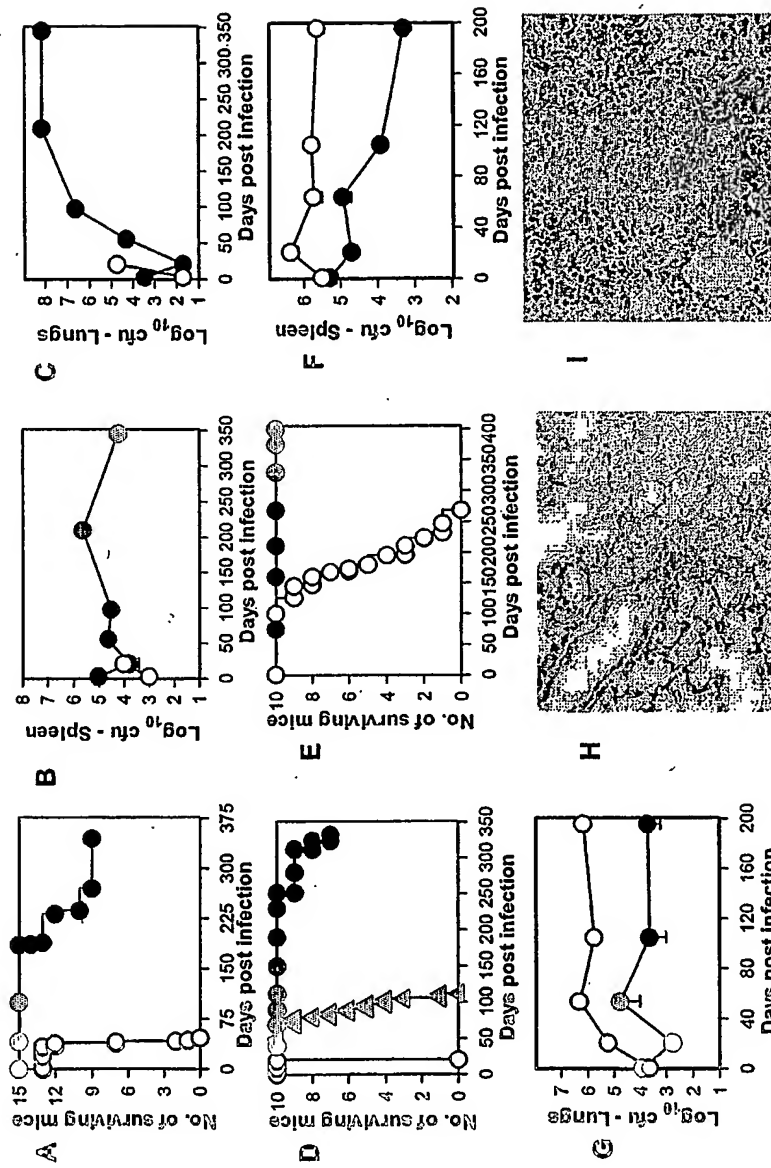 A
No. of surviving mice
15
12
9
6
3
0
0 75 150 225 300 375
Days post infection
B
Log10 cfu - Spleen
8
7
6
5
4
3
2
1
0 50 100 150 200 250 300 350
Days post infection
C
Log10 cfu - Lungs
8
7
6
5
4
3
2
1
0 50 100 150 200 250 300 350
Days post infection
D
No. of surviving mice
10
8
6
4
2
0
0 50 100 150 200 250 300 350
Days post infection
E
No. of surviving mice
10
8
6
4
2
0
0 50 100 150 200 250 300 350 400
Days post infection
F
Log10 cfu - Spleen
6
5
4
3
2
0 40 80 120 160 200
Days post infection
G
Log10 cfu - Lungs
7
6
5
4
3
2
1
0 40 80 120 160 200
Days post infection
H
I